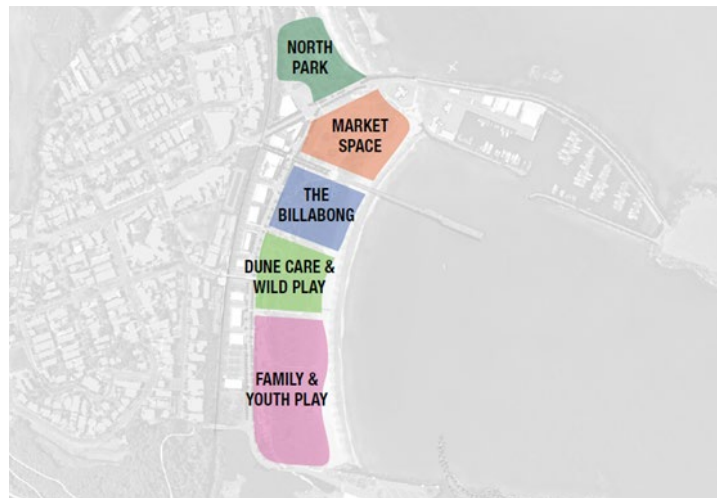 NORTH
PARK
MARKET
SPACE
THE
BILLABONG
DUNE CARE &
WILD PLAY
FAMILY &
YOUTH PLAY